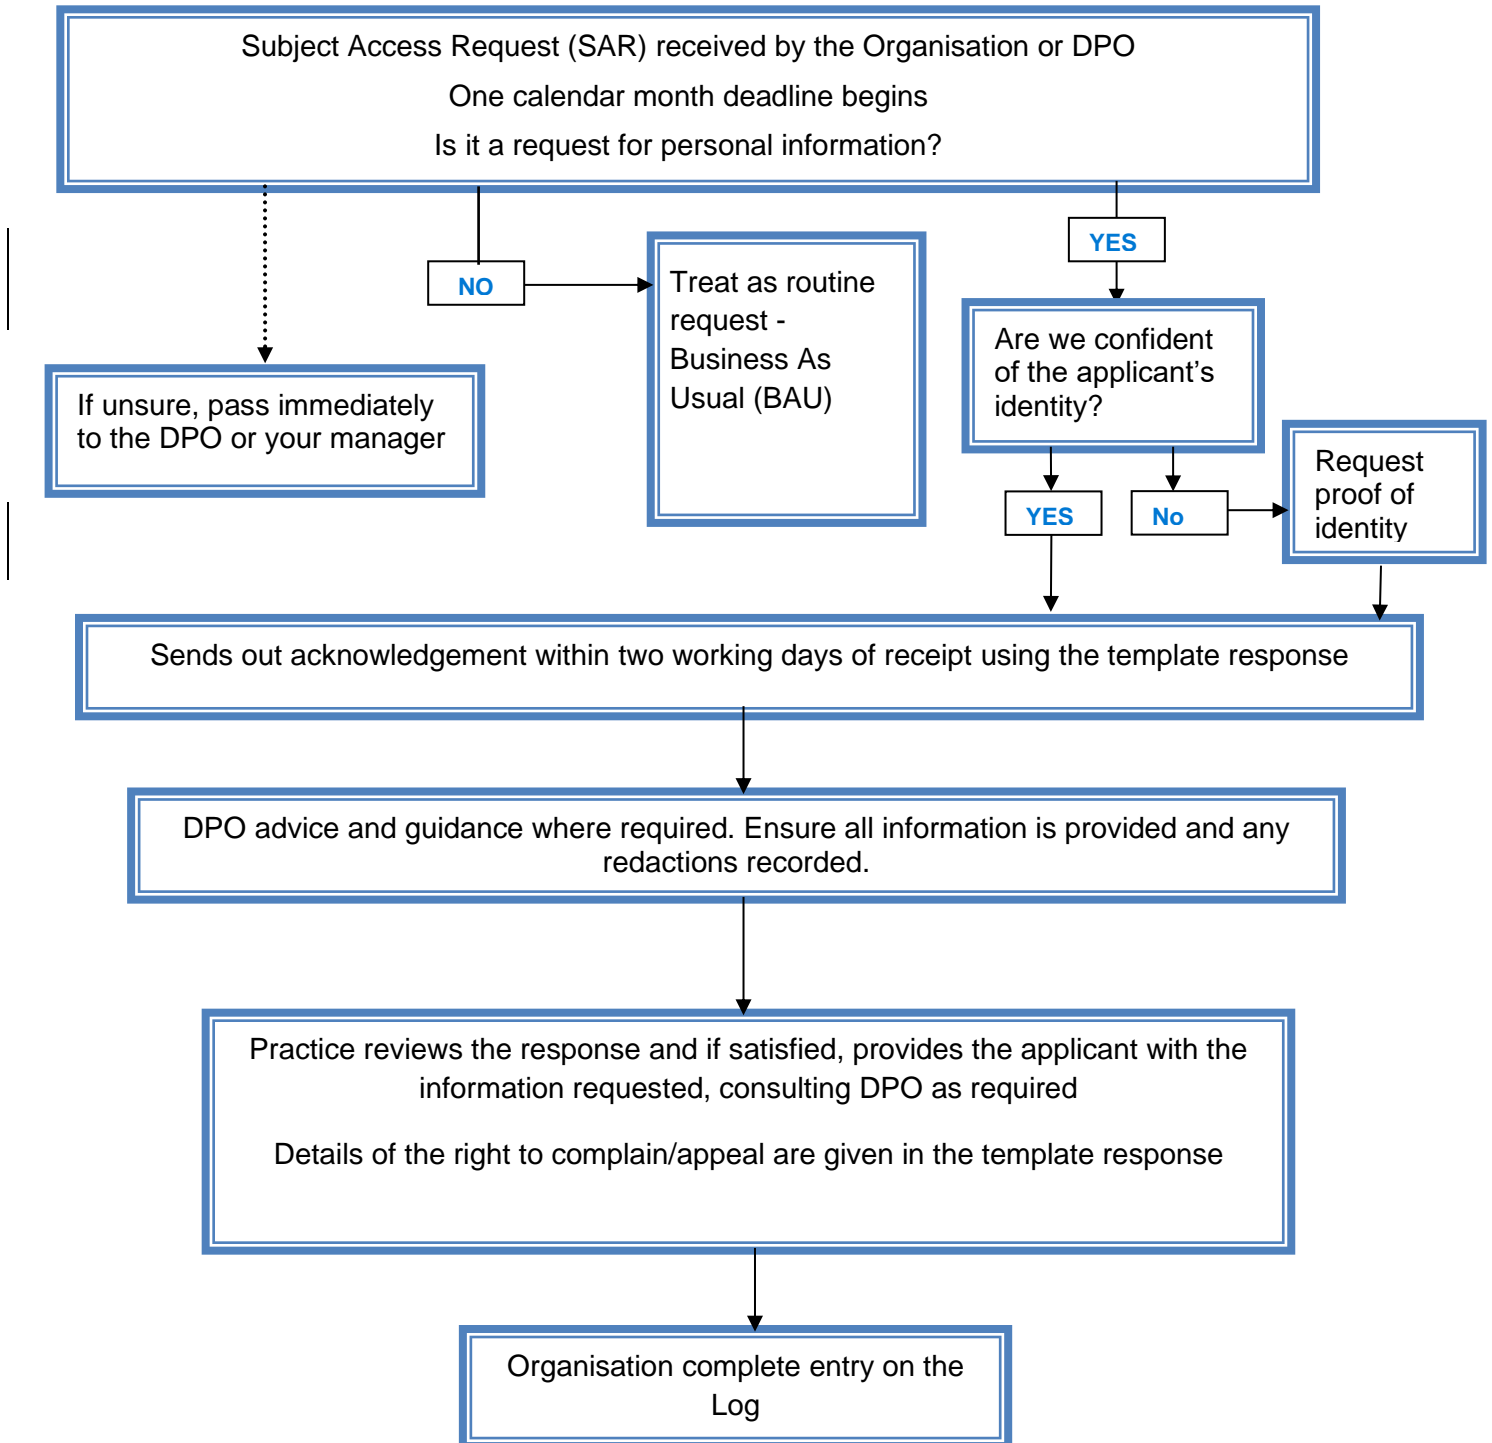 Subject Access Request (SAR) received by the Organisation or DPO
One calendar month deadline begins
Is it a request for personal information?
YES
NO
Treat as routine
request -
Business As
Usual (BAU)
Are we confident
of the applicant’s
identity?
If unsure, pass immediately
to the DPO or your manager
Request
proof of
identity
YES
No
Sends out acknowledgement within two working days of receipt using the template response
DPO advice and guidance where required. Ensure all information is provided and any
redactions recorded.
Practice reviews the response and if satisfied, provides the applicant with the
information requested, consulting DPO as required
Details of the right to complain/appeal are given in the template response
Organisation complete entry on the
Log